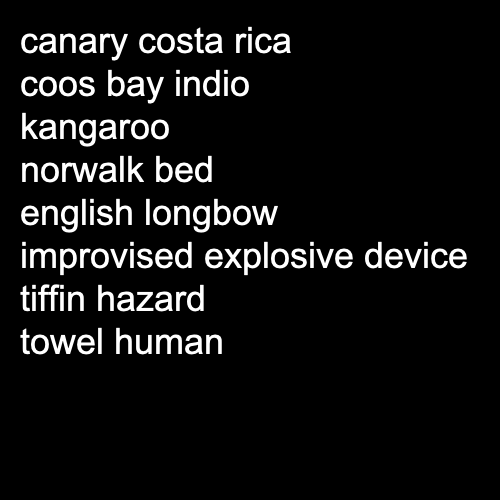 canary costa rica
coos bay indio
kangaroo
norwalk bed
english longbow
improvised explosive device
tiffin hazard
towel human